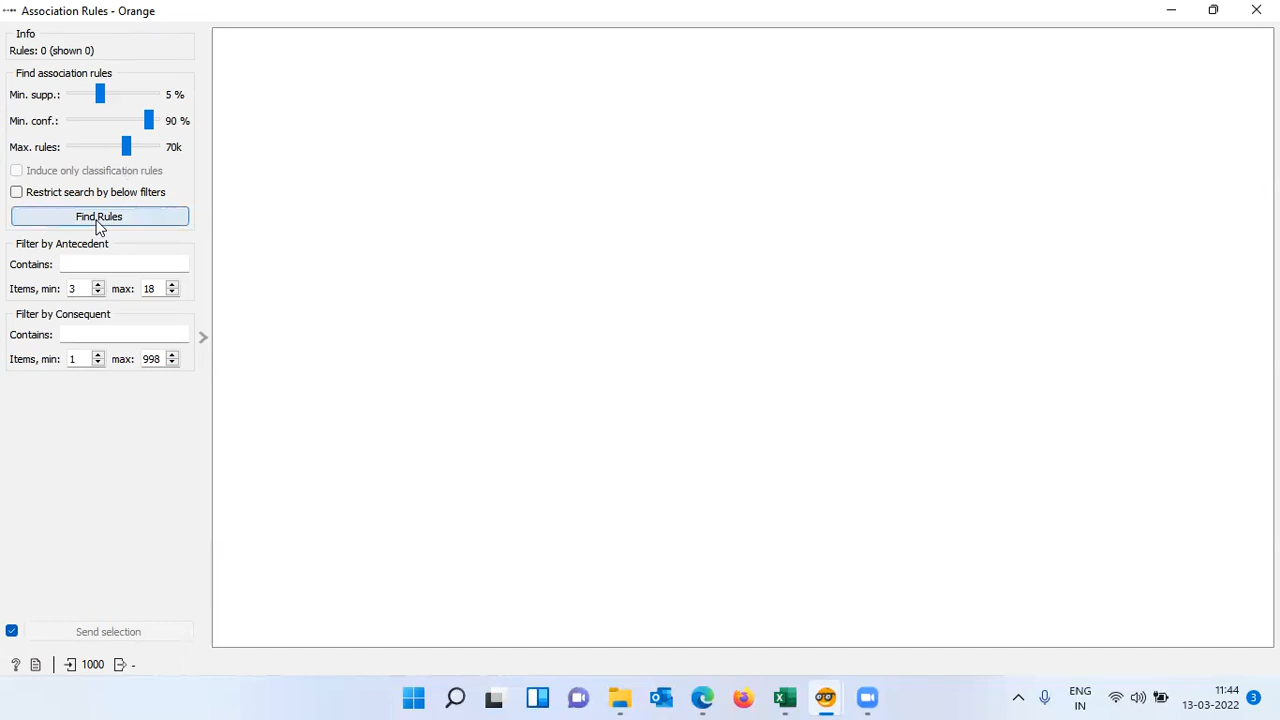 Association Rules - Orange
Info
Rules: 0 (shown 0)
Find association rules
Min. supp.: 5 %
Min. conf.: 90 %
Max. rules: 70k
Induce only classification rules
Restrict search by below filters
Find Rules
Filter by Antecedent
Contains:
Items, min: 3 max: 18
Filter by Consequent
Contains:
Items, min: 1 max: 998
Send selection
? 1000 -
ENG
IN
11:44
13-03-2022
3